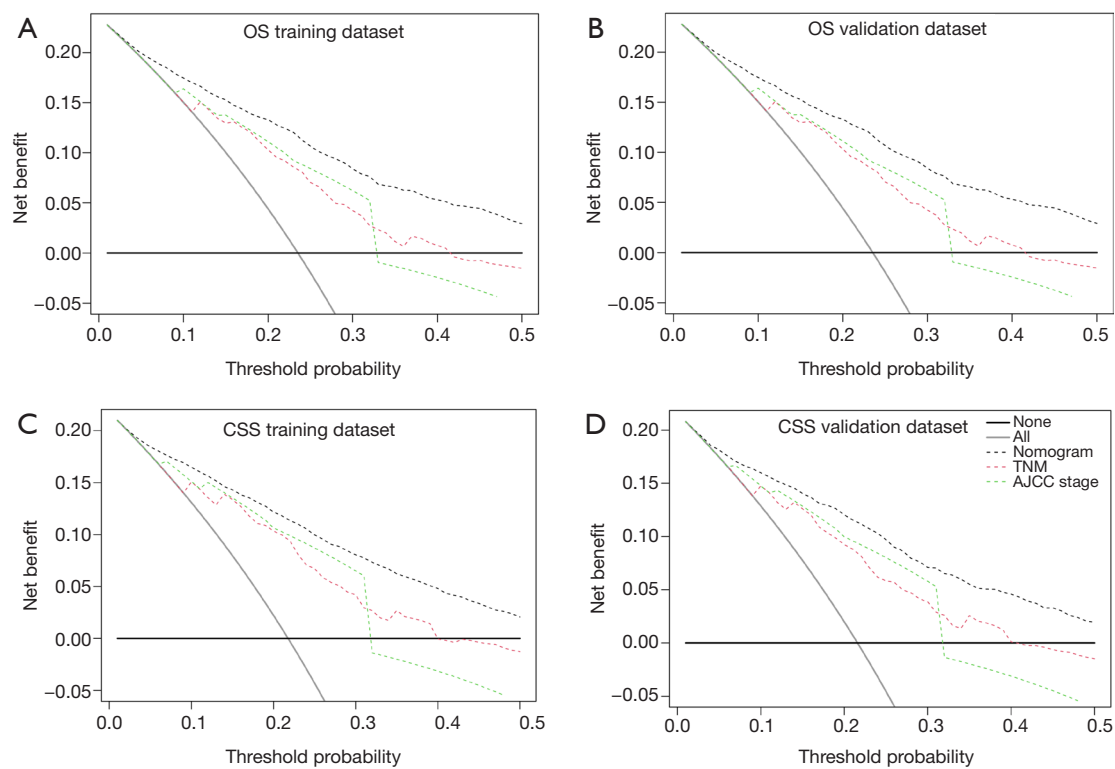 A
OS training dataset
Net benefit
0.20
0.15
0.10
0.05
0.00
−0.05
0.0 0.1 0.2 0.3 0.4 0.5
Threshold probability
B
OS validation dataset
Net benefit
0.20
0.15
0.10
0.05
0.00
−0.05
0.0 0.1 0.2 0.3 0.4 0.5
Threshold probability
C
CSS training dataset
Net benefit
0.20
0.15
0.10
0.05
0.00
−0.05
0.0 0.1 0.2 0.3 0.4 0.5
Threshold probability
D
CSS validation dataset
None
All
Nomogram
TNM
AJCC stage
Net benefit
0.20
0.15
0.10
0.05
0.00
−0.05
0.0 0.1 0.2 0.3 0.4 0.5
Threshold probability